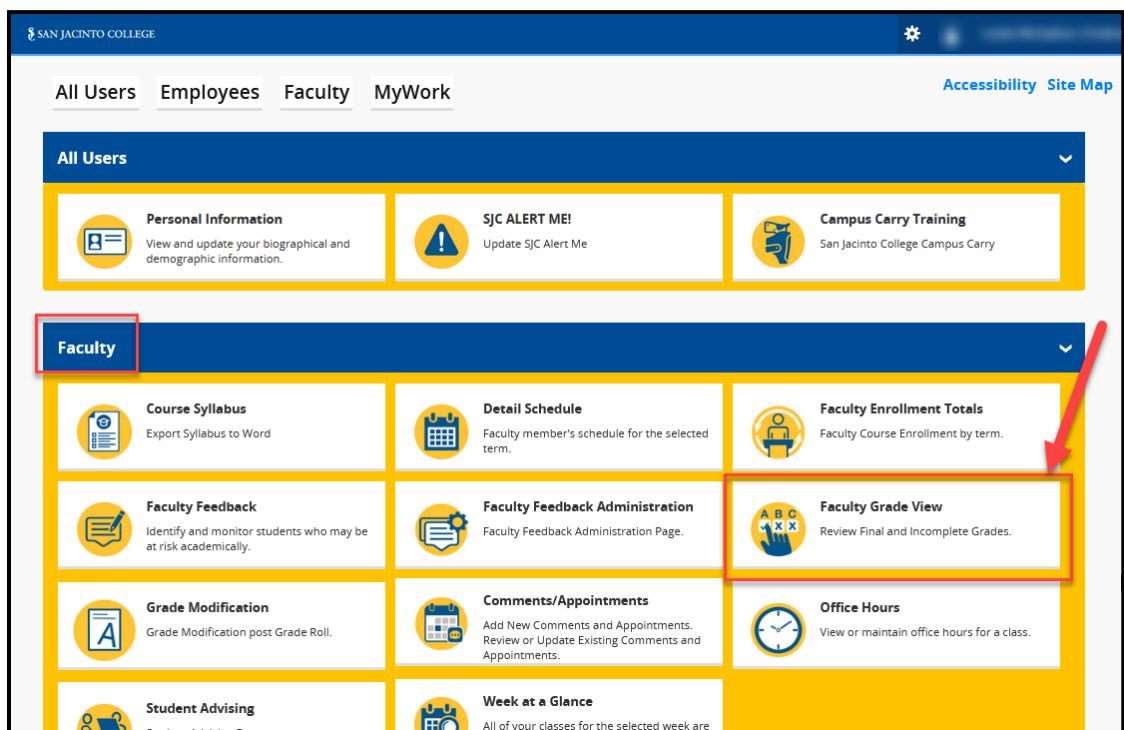 SAN JACINTO COLLEGE
All Users Employees Faculty MyWork
Accessibility Site Map
All Users
Personal Information
View and update your biographical and
demographic information.
SJC ALERT ME!
Update SJC Alert Me
Campus Carry Training
San Jacinto College Campus Carry
Faculty
Course Syllabus
Export Syllabus to Word
Detail Schedule
Faculty member's schedule for the selected
term.
Faculty Enrollment Totals
Faculty Course Enrollment by term.
Faculty Feedback
Identify and monitor students who may be
at risk academically.
Faculty Feedback Administration
Faculty Feedback Administration Page.
A B C
X X
Faculty Grade View
Review Final and Incomplete Grades.
A
Grade Modification
Grade Modification post Grade Roll.
Comments/Appointments
Add New Comments and Appointments.
Review or Update Existing Comments and
Appointments.
Office Hours
View or maintain office hours for a class.
Student Advising
Week at a Glance
All of your classes for the selected week are